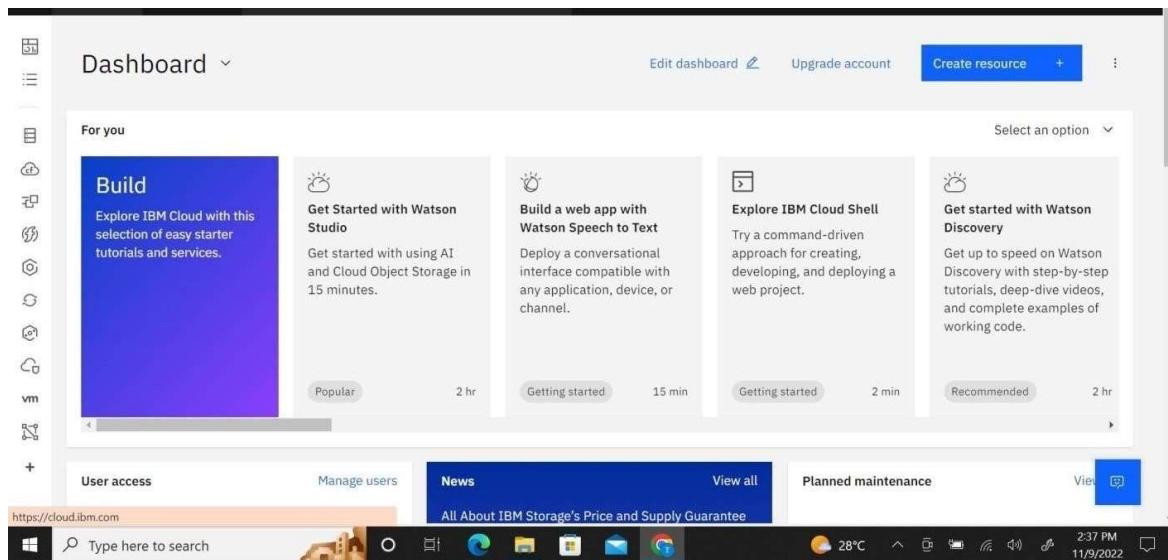 Dashboard
Edit dashboard
Upgrade account
Create resource +
For you
Select an option
Build
Explore IBM Cloud with this
selection of easy starter
tutorials and services.
Get Started with Watson
Studio
Get started with using AI
and Cloud Object Storage in
15 minutes.
Popular
2 hr
Build a web app with
Watson Speech to Text
Deploy a conversational
interface compatible with
any application, device, or
channel.
Getting started
15 min
Explore IBM Cloud Shell
Try a command-driven
approach for creating,
developing, and deploying a
web project.
Getting started
2 min
Get started with Watson
Discovery
Get up to speed on Watson
Discovery with step-by-step
tutorials, deep-dive videos,
and complete examples of
working code.
Recommended
2 hr
vm
+
User access
Manage users
News
View all
All About IBM Storage's Price and Supply Guarantee
Planned maintenance
https://cloud.ibm.com
Type here to search
28°C
2:37 PM
11/9/2022